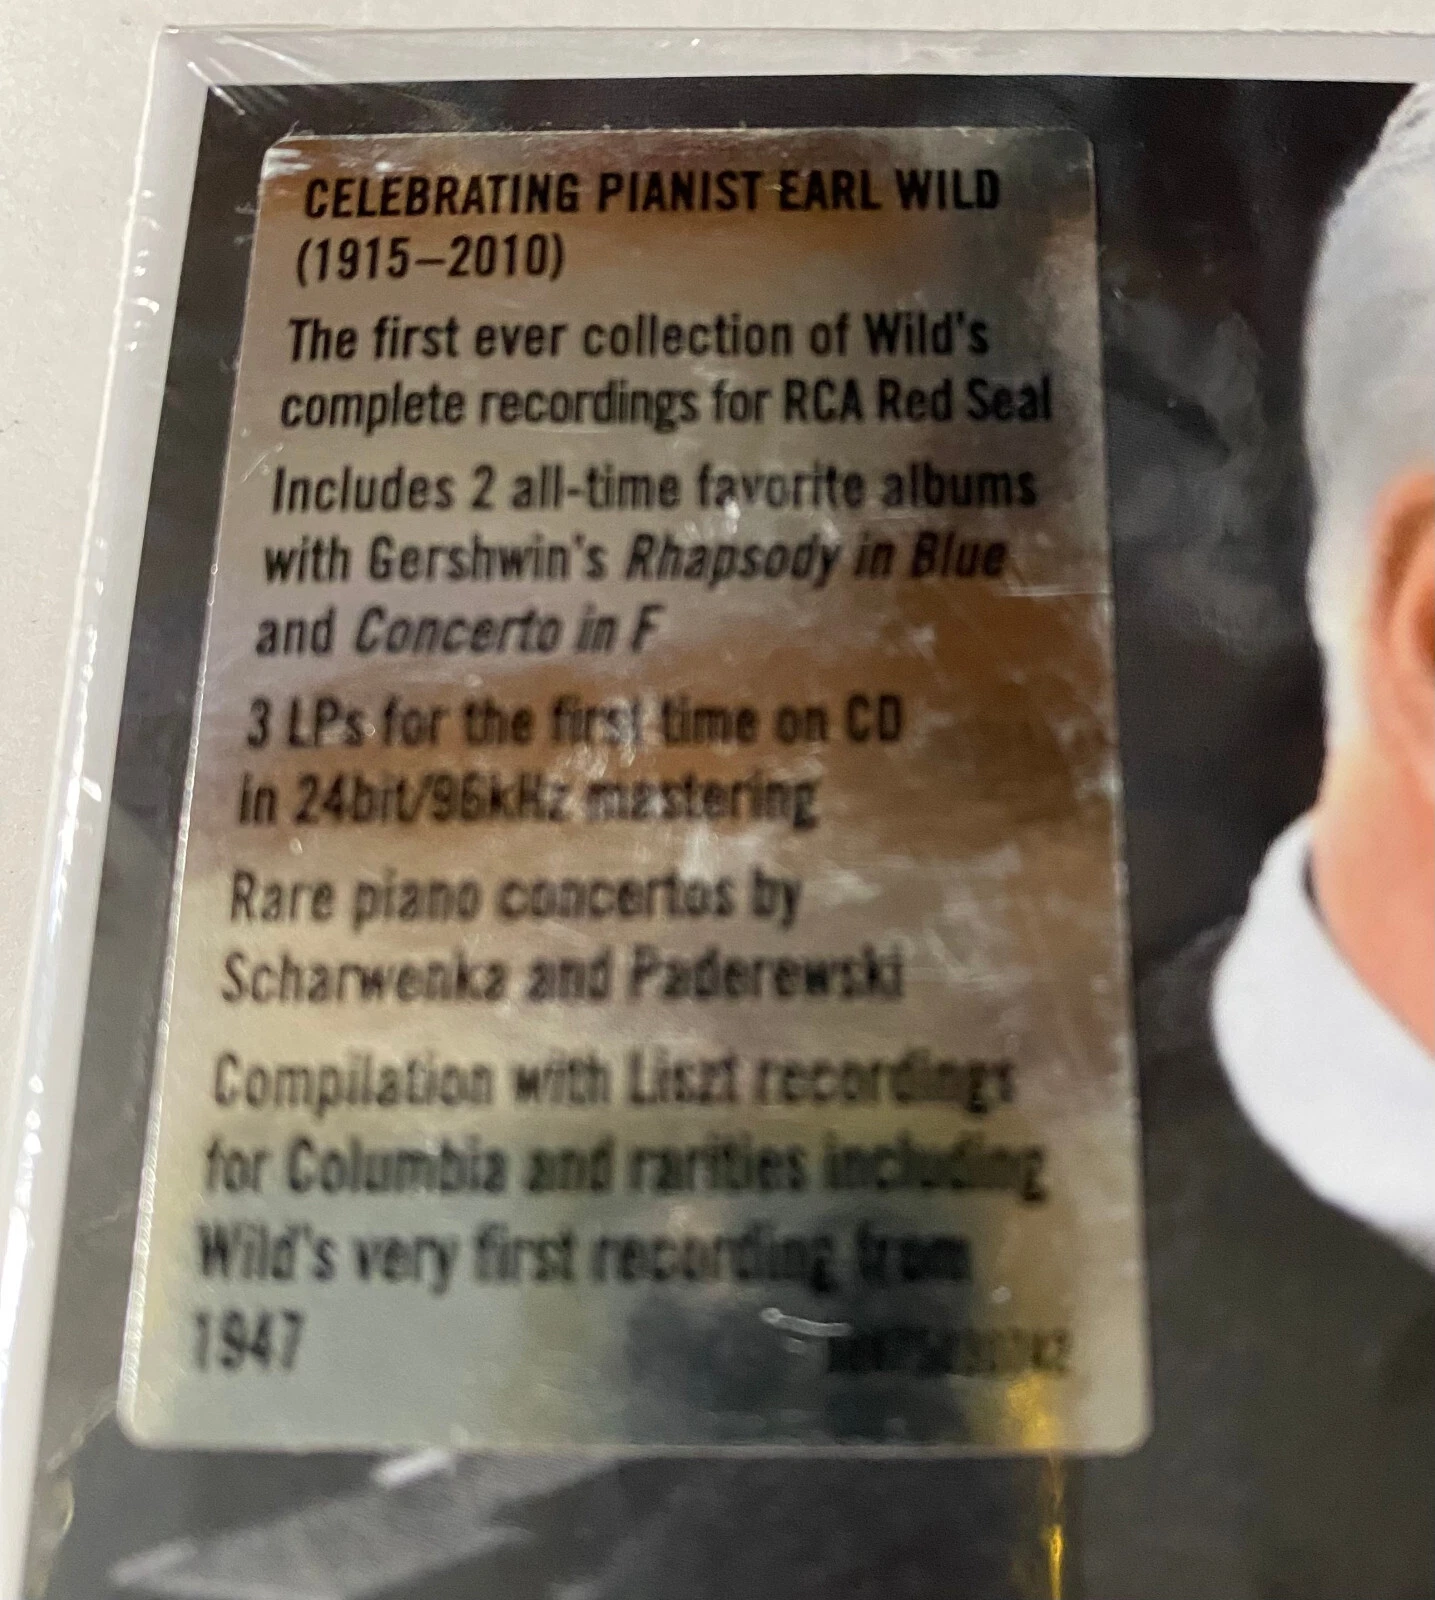 CELEBRATING PIANIST EARL WILD
(1915–2010)
The first ever collection of Wild's
complete recordings for RCA Red Seal
Includes 2 all-time favorite albums
with Gershwin's Rhapsody in Blue
and Concerto in F
3 LPs for the first time on CD
in 24bit/96kHz mastering
Rare piano concertos by
Scharwenka and Paderewski
Compilation with Liszt recordings
for Columbia and rarities including
Wild's very first recording from
1947